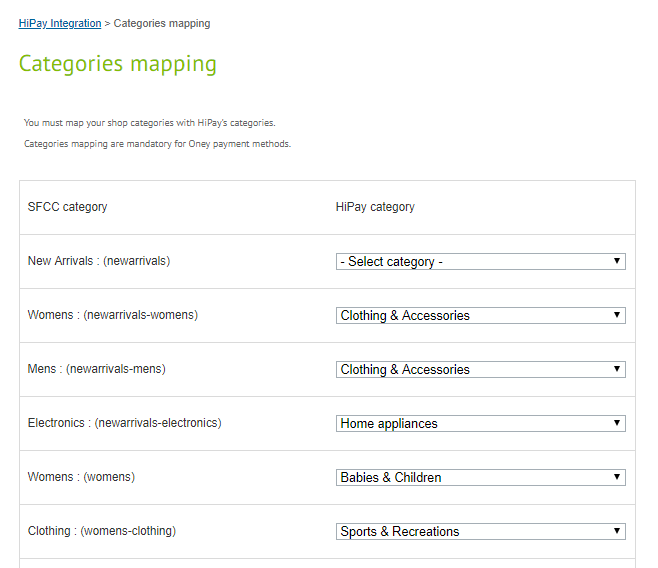 HiPay Integration > Categories mapping
Categories mapping
You must map your shop categories with HiPay's categories.
Categories mapping are mandatory for Oney payment methods.
SFCC category HiPay category
New Arrivals : (newarrivals) - Select category -
Womens : (newarrivals-womens) Clothing & Accessories
Mens : (newarrivals-mens) Clothing & Accessories
Electronics : (newarrivals-electronics) Home appliances
Womens : (womens) Babies & Children
Clothing : (womens-clothing) Sports & Recreations